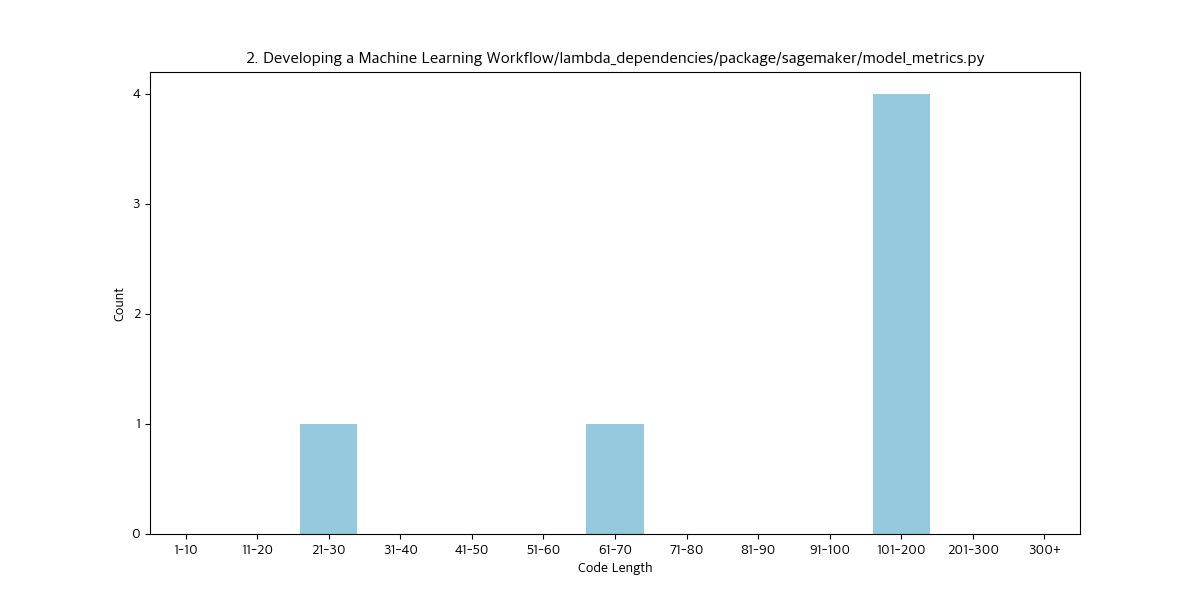 2. Developing a Machine Learning Workflow/lambda_dependencies/package/sagemaker/model_metrics.py
4
3
2
1
0
Count
1-10 11-20 21-30 31-40 41-50 51-60 61-70 71-80 81-90 91-100 101-200 201-300 300+
Code Length